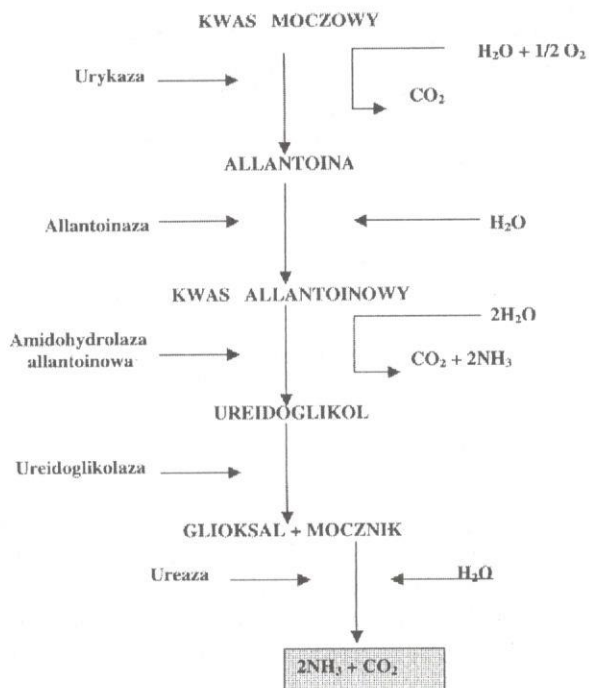 KWAS MOCZOWY
H₂O + 1/2 O₂
Urykaza
CO₂
ALLANTOINA
Allantoinaza
H₂O
KWAS ALLANTOINOWY
2H₂O
Amidohydrolaza
allantoinowa
CO₂ + 2NH₃
UREIDOGLIKOL
Ureidoglikolaza
GLIOKSAL + MOCZNIK
Ureaza
H₂O
2NH₃ + CO₂